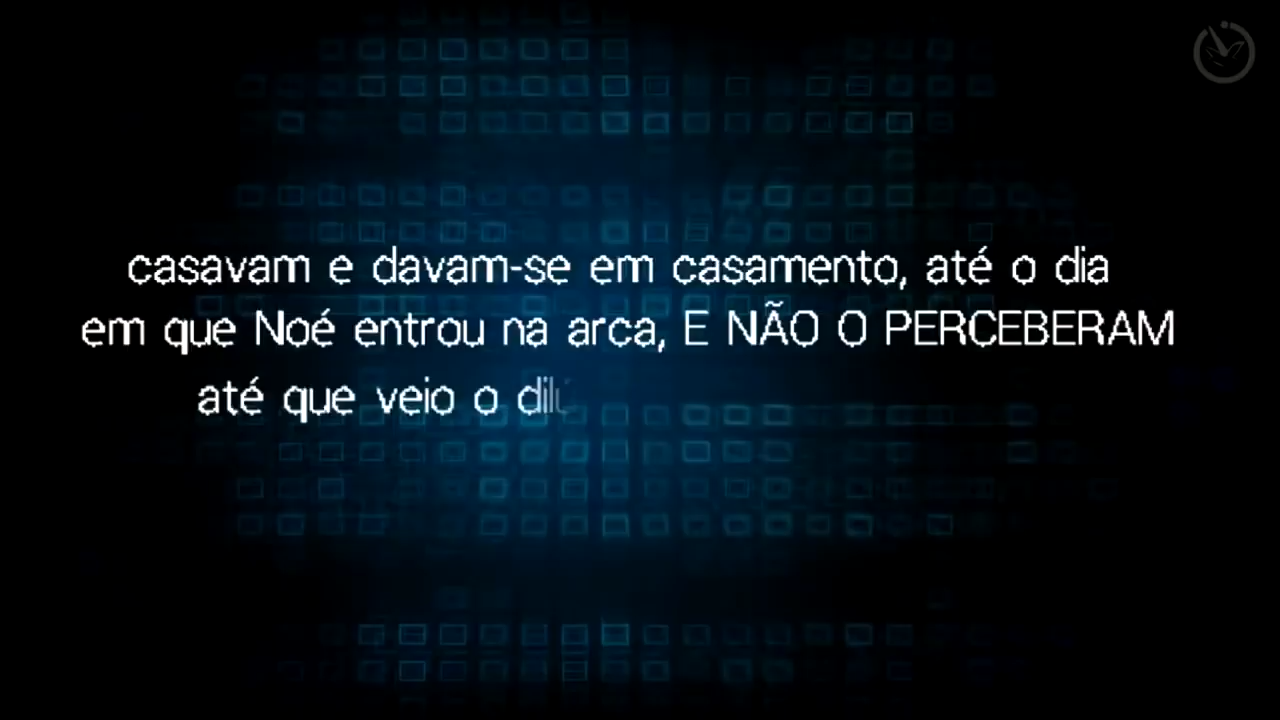 casavam e davam-se em casamento, até o dia
em que Noé entrou na arca, E NÃO O PERCEBERAM
até que veio o